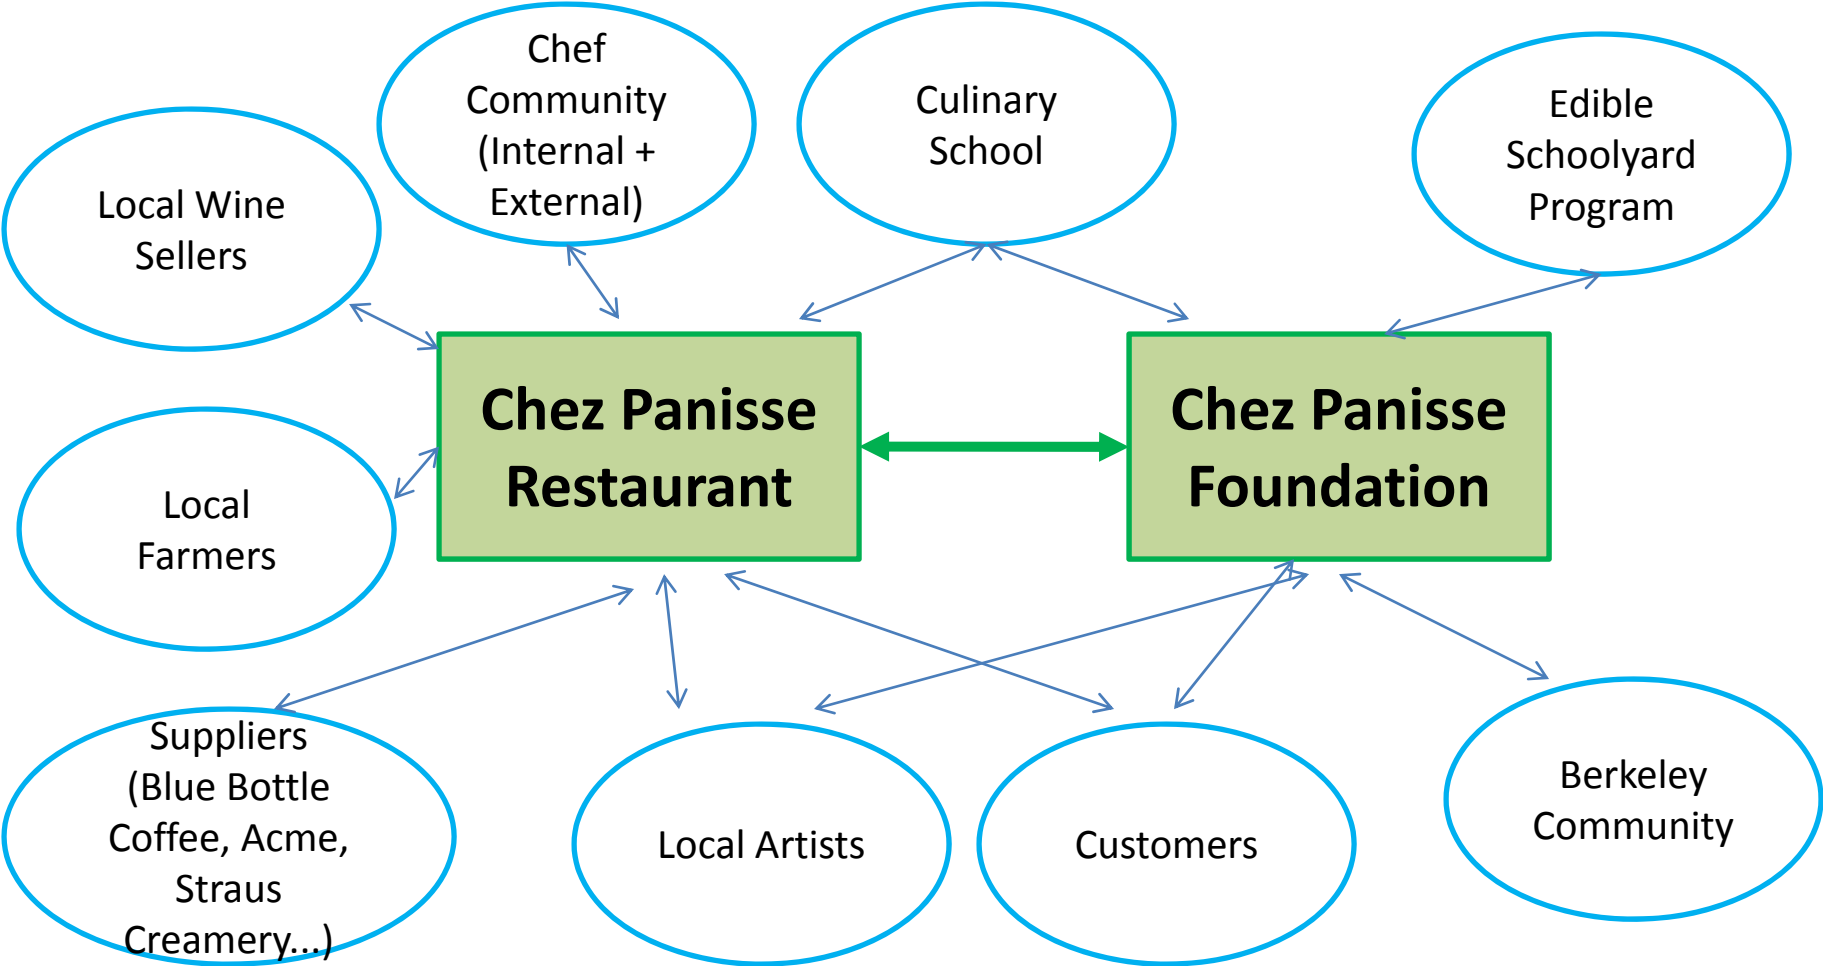 Chef
Community
(Internal +
External)
Culinary
School
Edible
Schoolyard
Program
Local Wine
Sellers
Chez Panisse
Restaurant
Chez Panisse
Foundation
Local
Farmers
Suppliers
(Blue Bottle
Coffee, Acme,
Straus
Creamery...)
Local Artists
Customers
Berkeley
Community